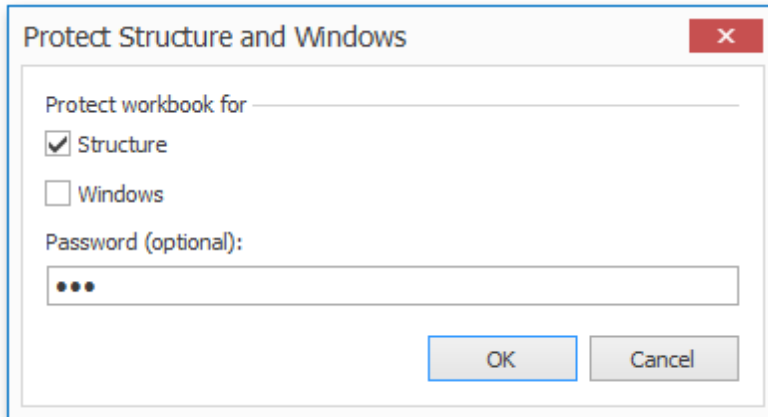 Protect Structure and Windows
Protect workbook for
Structure
Windows
Password (optional):
●●●
OK
Cancel